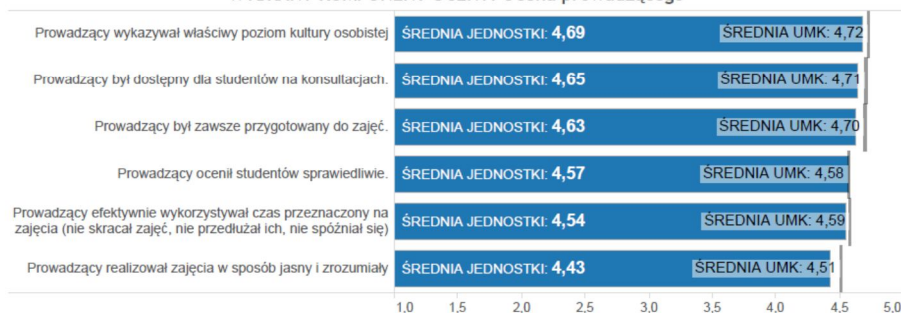 Prowadzący wykazywał właściwy poziom kultury osobistej ŚREDNIA JEDNOSTKI: 4,69 ŚREDNIA UMK: 4,72
Prowadzący był dostępny dla studentów na konsultacjach. ŚREDNIA JEDNOSTKI: 4,65 ŚREDNIA UMK: 4,71
Prowadzący był zawsze przygotowany do zajęć. ŚREDNIA JEDNOSTKI: 4,63 ŚREDNIA UMK: 4,70
Prowadzący ocenił studentów sprawiedliwie. ŚREDNIA JEDNOSTKI: 4,57 ŚREDNIA UMK: 4,58
Prowadzący efektywnie wykorzystywał czas przeznaczony na
zajęcia (nie skracał zajęć, nie przedłużał ich, nie spóźniał się) ŚREDNIA JEDNOSTKI: 4,54 ŚREDNIA UMK: 4,59
Prowadzący realizował zajęcia w sposób jasny i zrozumiały ŚREDNIA JEDNOSTKI: 4,43 ŚREDNIA UMK: 4,51
1,0 1,5 2,0 2,5 3,0 3,5 4,0 4,5 5,0